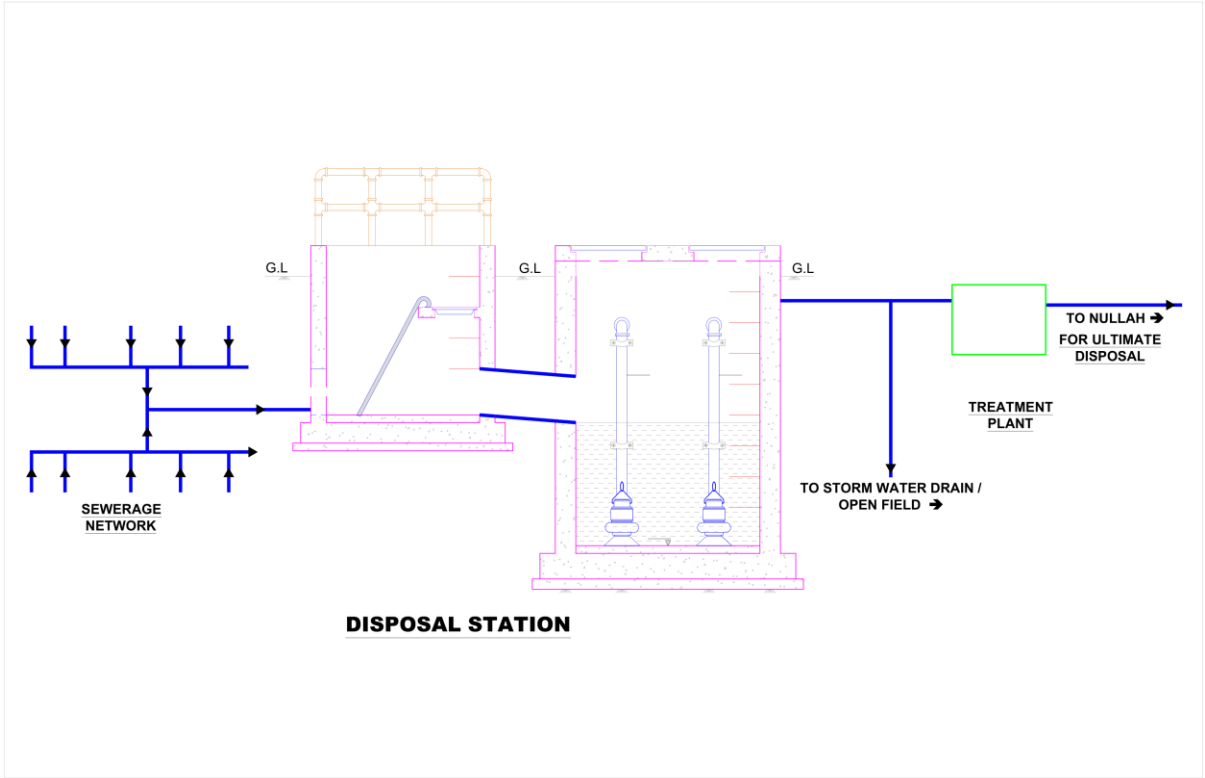 G.L
G.L
G.L
TO NULLAH ➔
FOR ULTIMATE
DISPOSAL
TREATMENT
PLANT
TO STORM WATER DRAIN /
OPEN FIELD ➔
SEWERAGE
NETWORK
DISPOSAL STATION